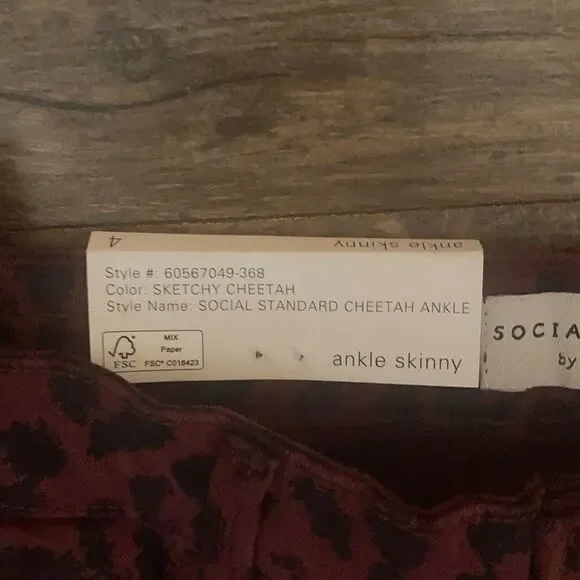 4
ankle skinny
Style #: 60567049-368
Color: SKETCHY CHEETAH
Style Name: SOCIAL STANDARD CHEETAH ANKLE
FSC
MIX
Paper
FSC® C018423
ankle skinny
SOCIA
by